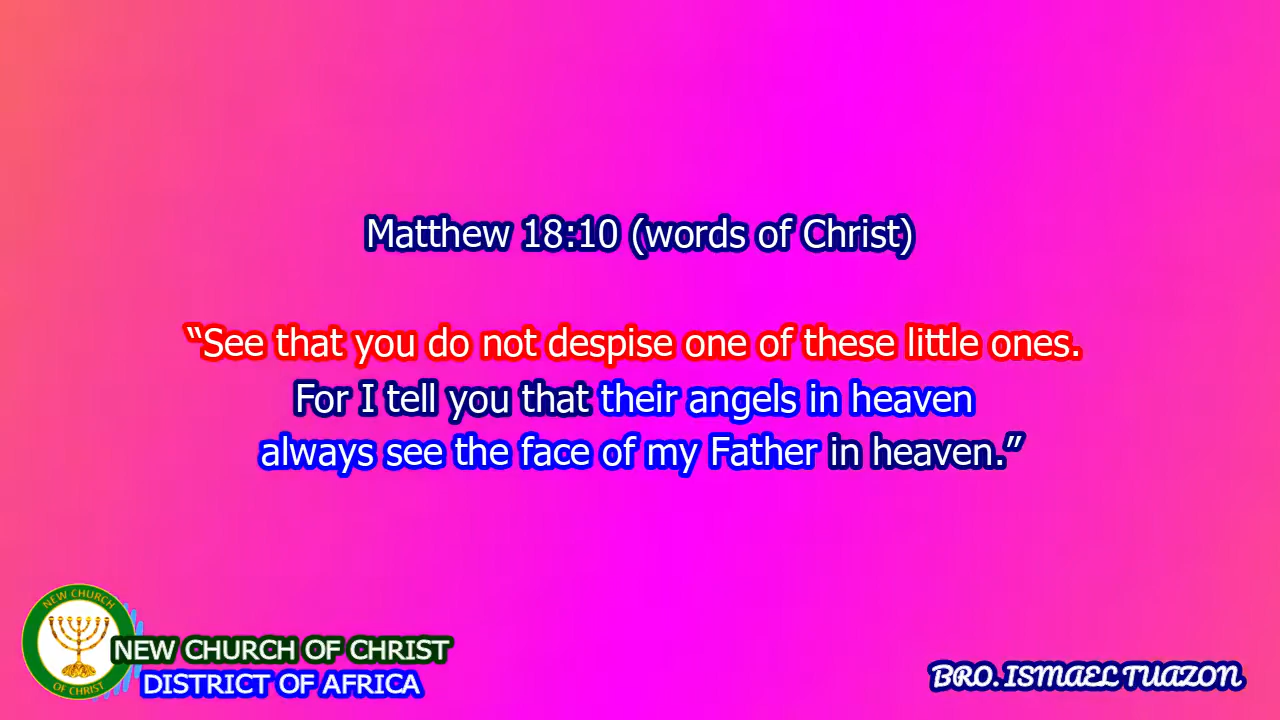 Matthew 18:10 (words of Christ)
“See that you do not despise one of these little ones.
For I tell you that their angels in heaven
always see the face of my Father in heaven.”
NEW CHURCH
OF CHRIST
NEW CHURCH OF CHRIST
DISTRICT OF AFRICA
BRO. ISMAEL TUAZON